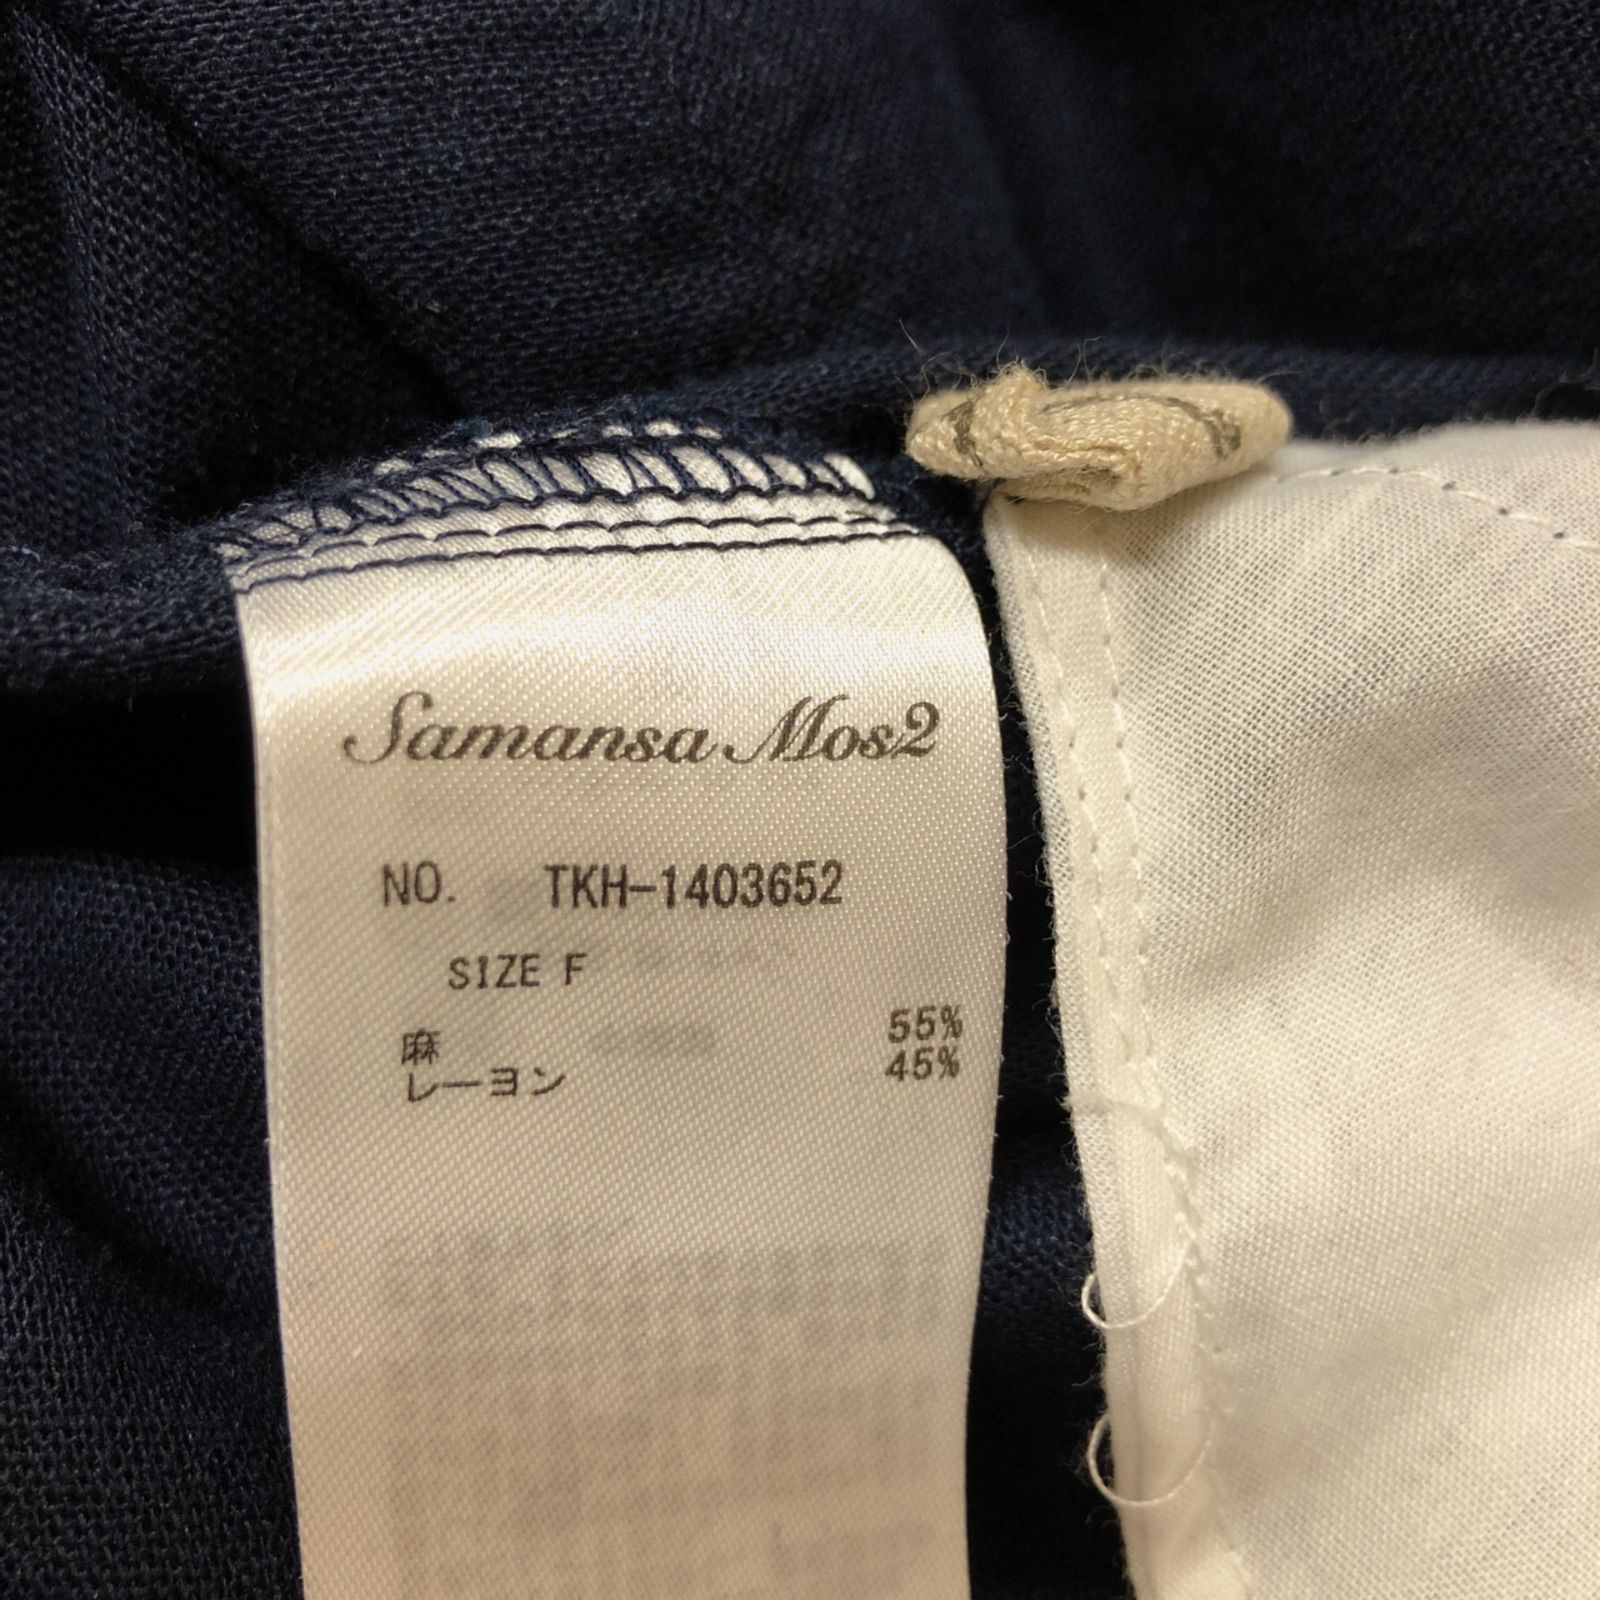 Samansa Mos2
NO. TKH-1403652
SIZE F
麻 55%
レーヨン 45%